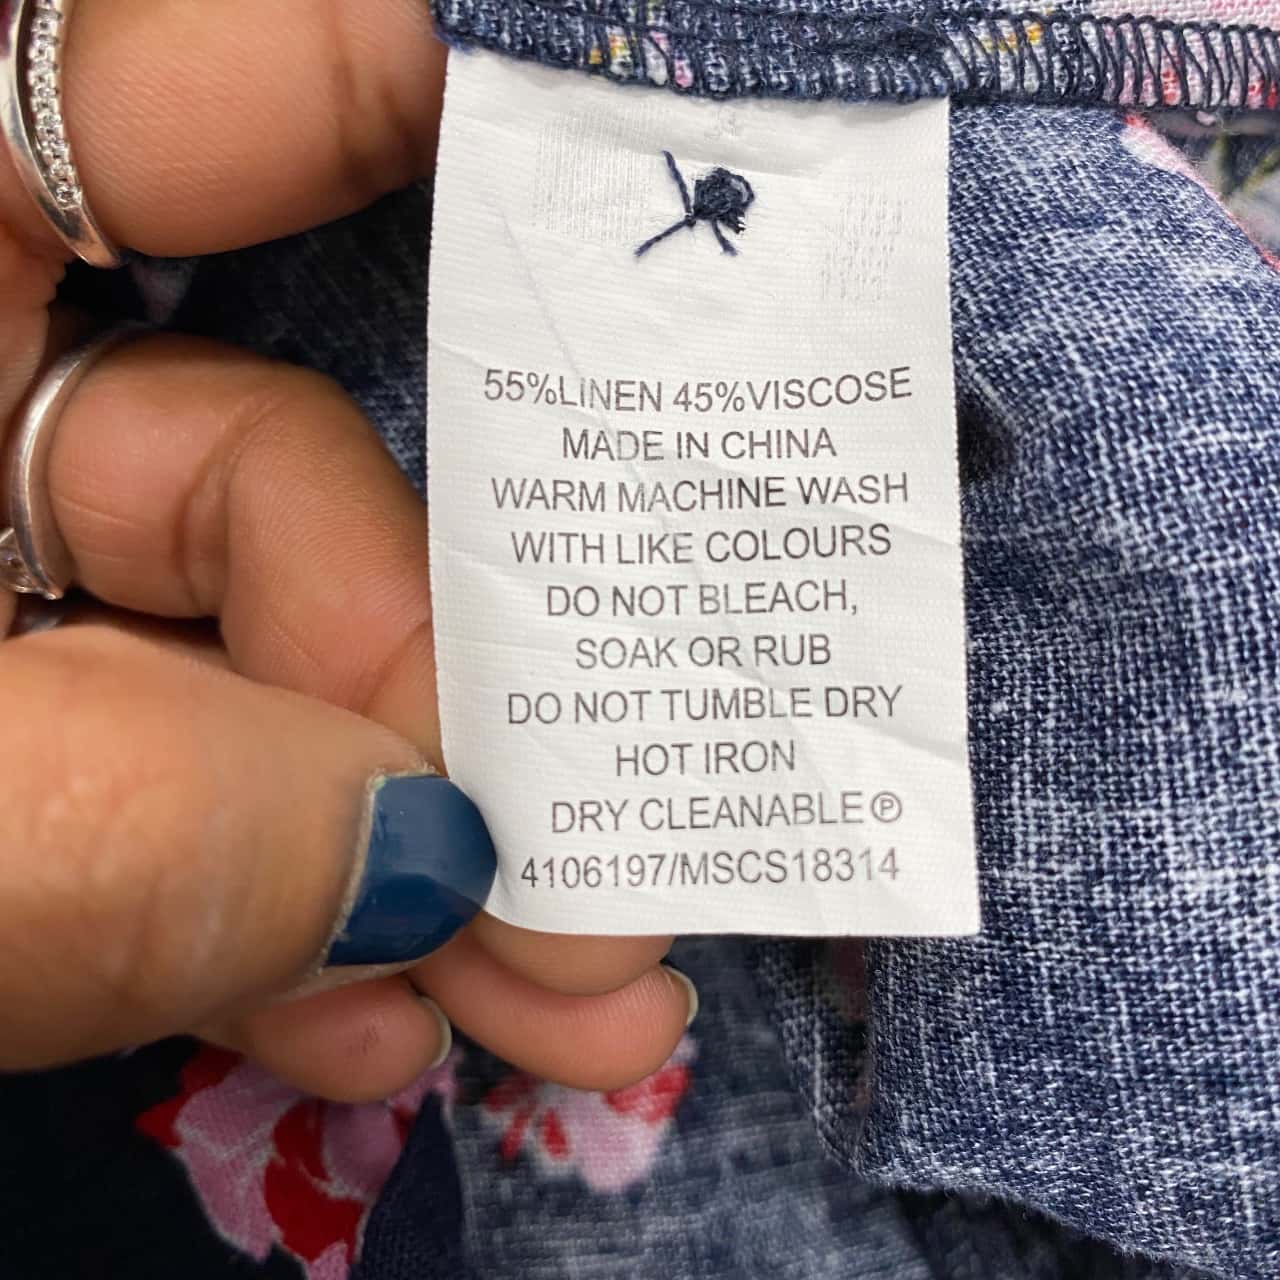 55%LINEN 45%VISCOSE
MADE IN CHINA
WARM MACHINE WASH
WITH LIKE COLOURS
DO NOT BLEACH,
SOAK OR RUB
DO NOT TUMBLE DRY
HOT IRON
DRY CLEANABLEⓅ
4106197/MSCS18314